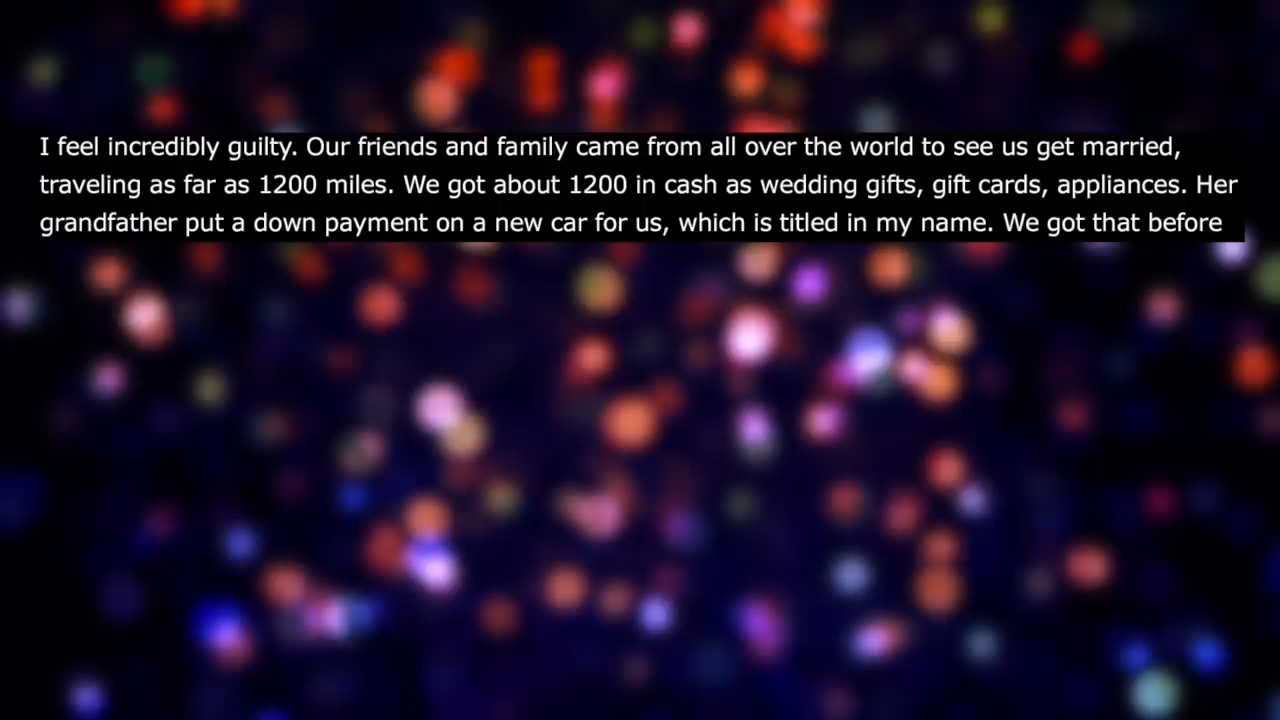 I feel incredibly guilty. Our friends and family came from all over the world to see us get married,
traveling as far as 1200 miles. We got about 1200 in cash as wedding gifts, gift cards, appliances. Her
grandfather put a down payment on a new car for us, which is titled in my name. We got that before